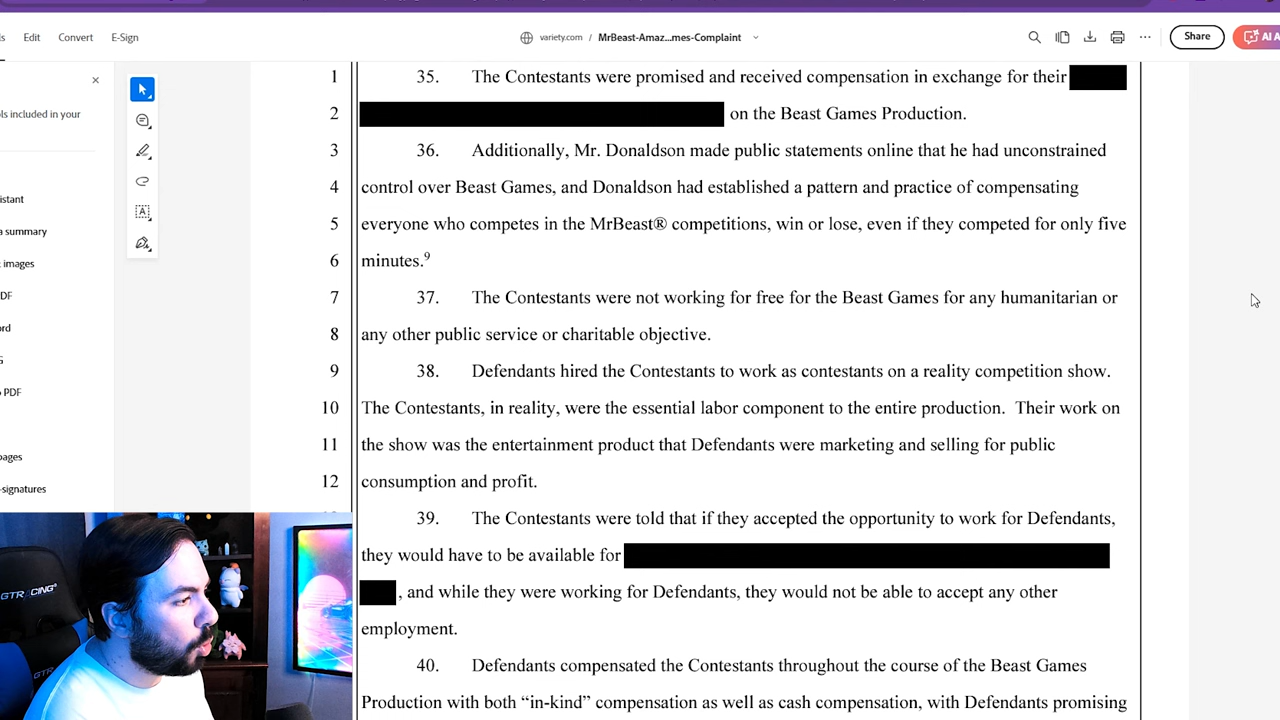 Edit Convert E-Sign
variety.com / MrBeast-Amaz...mes-Complaint
Share
AI A
ols included in your
istant
a summary
images
DF
ord
G
PDF
pages
-signatures
1 35. The Contestants were promised and received compensation in exchange for their
2 on the Beast Games Production.
3 36. Additionally, Mr. Donaldson made public statements online that he had unconstrained
4 control over Beast Games, and Donaldson had established a pattern and practice of compensating
5 everyone who competes in the MrBeast® competitions, win or lose, even if they competed for only five
6 minutes.9
7 37. The Contestants were not working for free for the Beast Games for any humanitarian or
8 any other public service or charitable objective.
9 38. Defendants hired the Contestants to work as contestants on a reality competition show.
10 The Contestants, in reality, were the essential labor component to the entire production. Their work on
11 the show was the entertainment product that Defendants were marketing and selling for public
12 consumption and profit.
39. The Contestants were told that if they accepted the opportunity to work for Defendants,
they would have to be available for
, and while they were working for Defendants, they would not be able to accept any other
employment.
40. Defendants compensated the Contestants throughout the course of the Beast Games
Production with both “in-kind” compensation as well as cash compensation, with Defendants promising
GTRACING
GTR